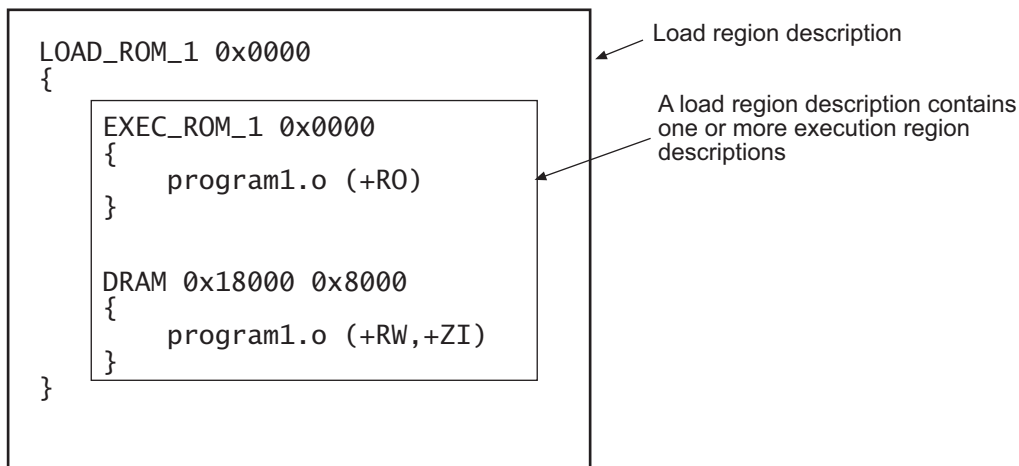 LOAD_ROM_1 0x0000
{
EXEC_ROM_1 0x0000
{
program1.o (+RO)
}
DRAM 0x18000 0x8000
{
program1.o (+RW,+ZI)
}
}
Load region description
A load region description contains
one or more execution region
descriptions